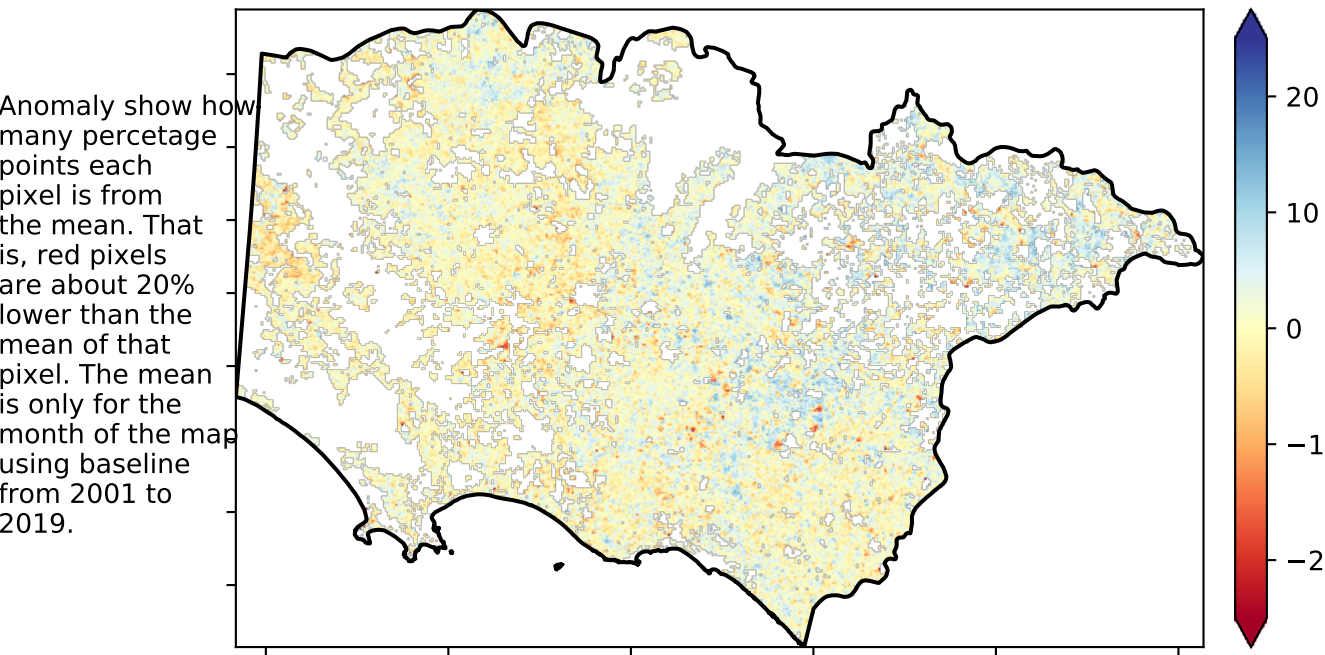 Anomaly show how
many percetage
points each
pixel is from
the mean. That
is, red pixels
are about 20%
lower than the
mean of that
pixel. The mean
is only for the
month of the map
using baseline
from 2001 to
2019.
20
10
0
−1
−2